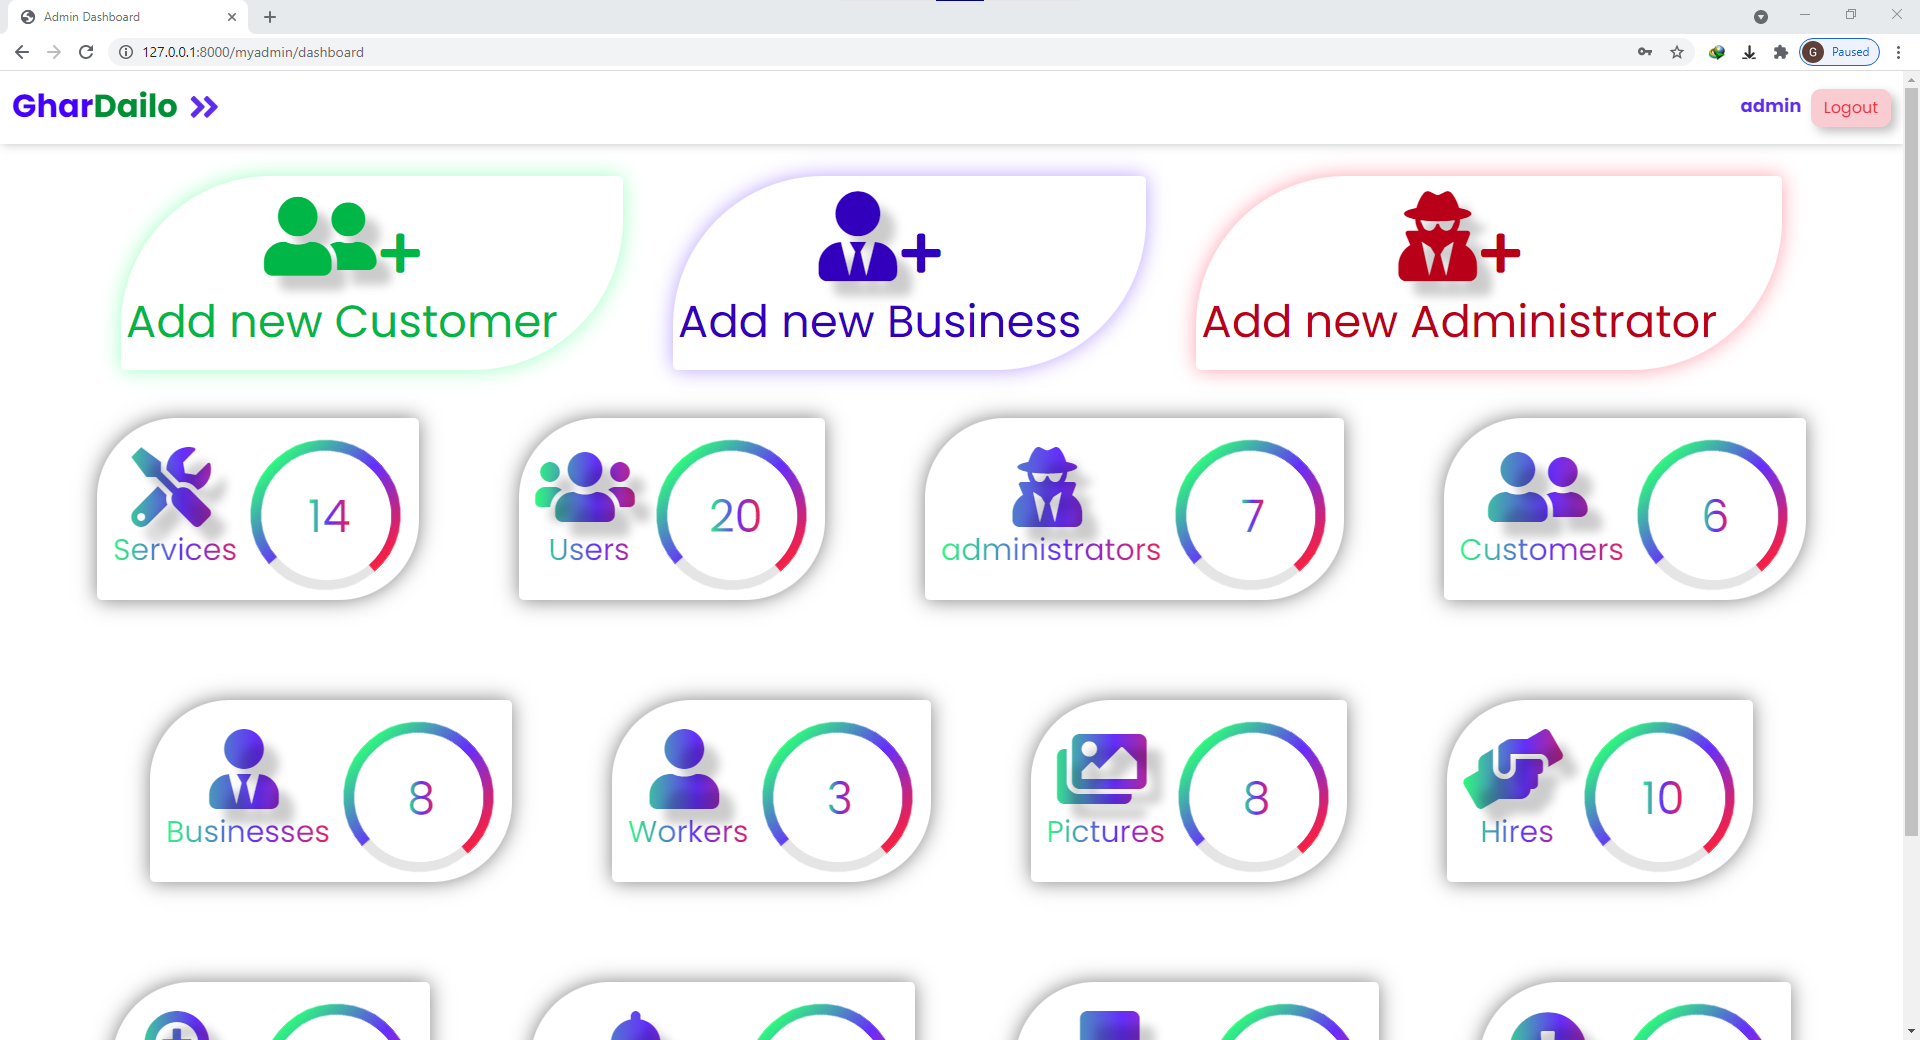 Admin Dashboard
127.0.0.1:8000/myadmin/dashboard
G Paused
GharDailo
admin
Logout
Add new Customer
Add new Business
Add new Administrator
Services
14
Users
20
administrators
7
Customers
6
Businesses
8
Workers
3
Pictures
8
Hires
10